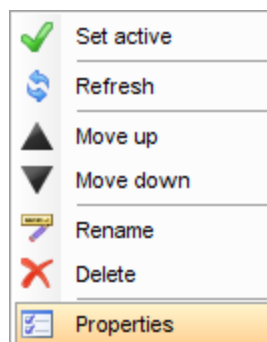 Set active
Refresh
Move up
Move down
Rename
Delete
Properties